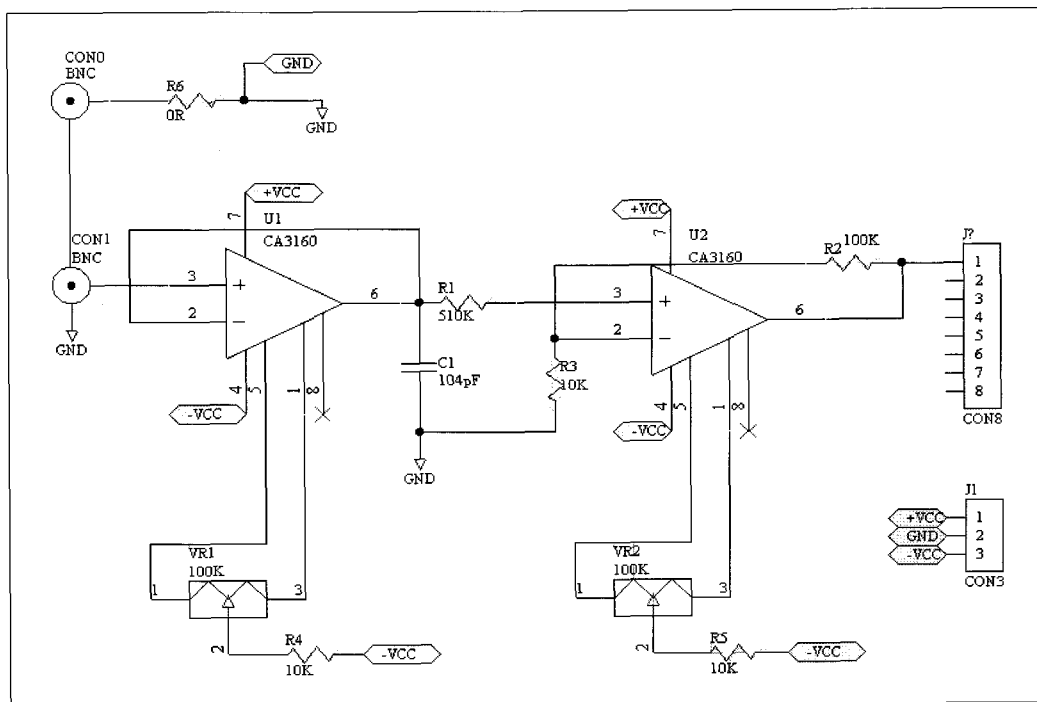 CON0
BNC
R6
0R
GND
GND
CON1
BNC
GND
+VCC
7
U1
CA3160
3
+
2
−
6
4
5
1
8
-VCC
R1
510K
C1
104pF
GND
+VCC
7
U2
CA3160
R2
100K
3
+
2
−
6
R3
10K
4
5
1
8
-VCC
J?
1
2
3
4
5
6
7
8
CON8
J1
+VCC
1
GND
2
-VCC
3
CON3
VR1
100K
1
3
2
R4
10K
-VCC
VR2
100K
1
3
2
R5
10K
-VCC